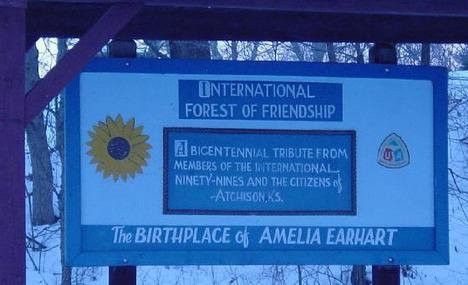 INTERNATIONAL
FOREST OF FRIENDSHIP
A BICENTENNIAL TRIBUTE FROM
MEMBERS OF THE INTERNATIONAL
NINETY-NINES AND THE CITIZENS of
ATCHISON, KS.
The BIRTHPLACE of AMELIA EARHART